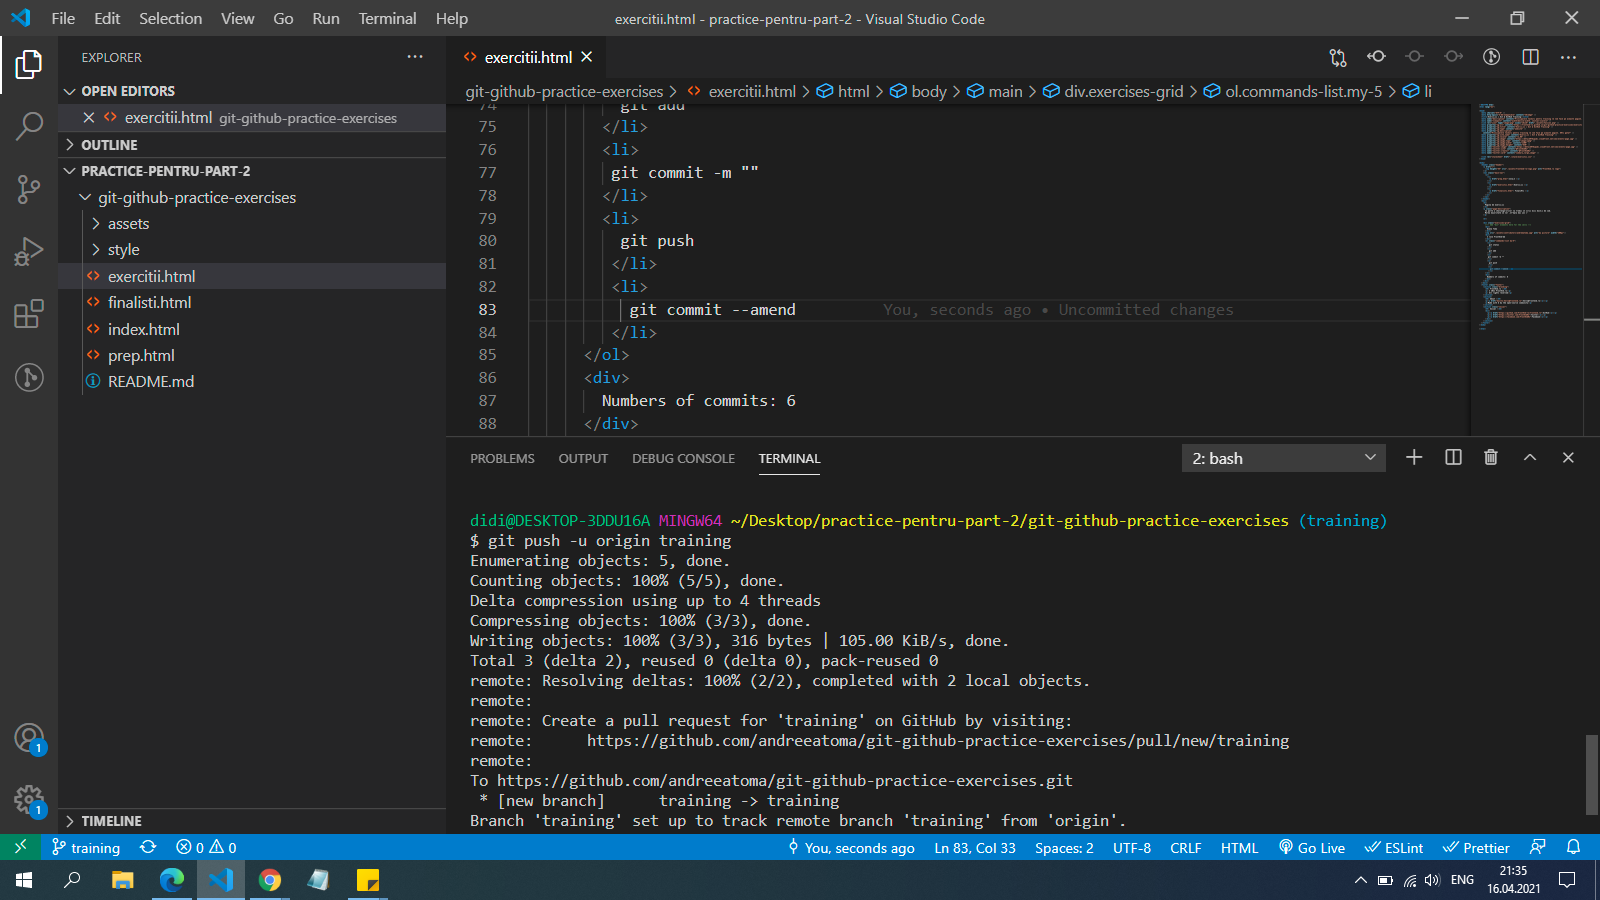 File Edit Selection View Go Run Terminal Help
exercitii.html - practice-pentru-part-2 - Visual Studio Code
EXPLORER
OPEN EDITORS
exercitii.html git-github-practice-exercises
OUTLINE
PRACTICE-PENTRU-PART-2
git-github-practice-exercises
assets
style
exercitii.html
finalisti.html
index.html
prep.html
README.md
TIMELINE
1
1
exercitii.html
git-github-practice-exercises > exercitii.html > html > body > main > div.exercises-grid > ol.commands-list.my-5 > li
74 git add
75 </li>
76 <li>
77 git commit -m ""
78 </li>
79 <li>
80 git push
81 </li>
82 <li>
83 git commit --amend You, seconds ago • Uncommitted changes
84 </li>
85 </ol>
86 <div>
87 Numbers of commits: 6
88 </div>
PROBLEMS OUTPUT DEBUG CONSOLE TERMINAL 2: bash
didi@DESKTOP-3DDU16A MINGW64 ~/Desktop/practice-pentru-part-2/git-github-practice-exercises (training)
$ git push -u origin training
Enumerating objects: 5, done.
Counting objects: 100% (5/5), done.
Delta compression using up to 4 threads
Compressing objects: 100% (3/3), done.
Writing objects: 100% (3/3), 316 bytes | 105.00 KiB/s, done.
Total 3 (delta 2), reused 0 (delta 0), pack-reused 0
remote: Resolving deltas: 100% (2/2), completed with 2 local objects.
remote:
remote: Create a pull request for 'training' on GitHub by visiting:
remote:      https://github.com/andreeatoma/git-github-practice-exercises/pull/new/training
remote:
To https://github.com/andreeatoma/git-github-practice-exercises.git
 * [new branch]      training -> training
Branch 'training' set up to track remote branch 'training' from 'origin'.
training 0 0 You, seconds ago Ln 83, Col 33 Spaces: 2 UTF-8 CRLF HTML Go Live ESLint Prettier
ENG
21:35
16.04.2021